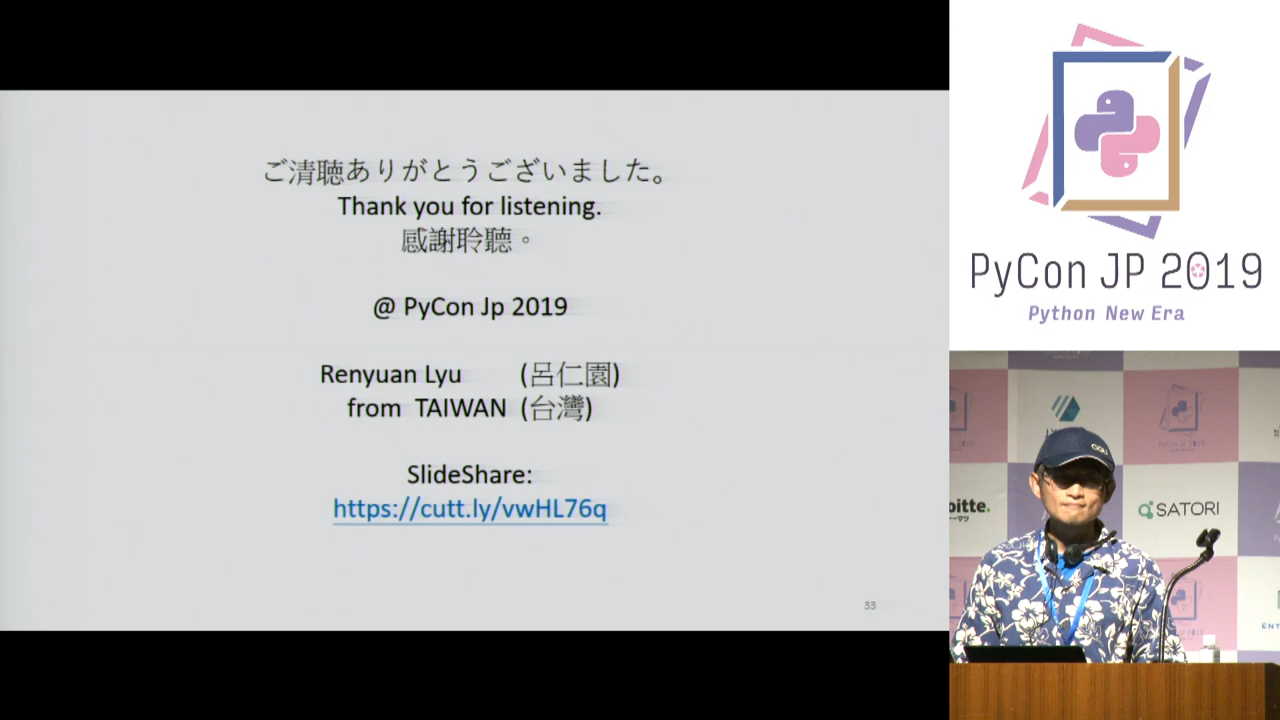 ご清聴ありがとうございました。
Thank you for listening.
感謝聆聽。
@ PyCon Jp 2019
Renyuan Lyu (呂仁園)
from TAIWAN (台灣)
SlideShare:
https://cutt.ly/vwHL76q
33
PyCon JP 2019
Python New Era
CGU
SATORI